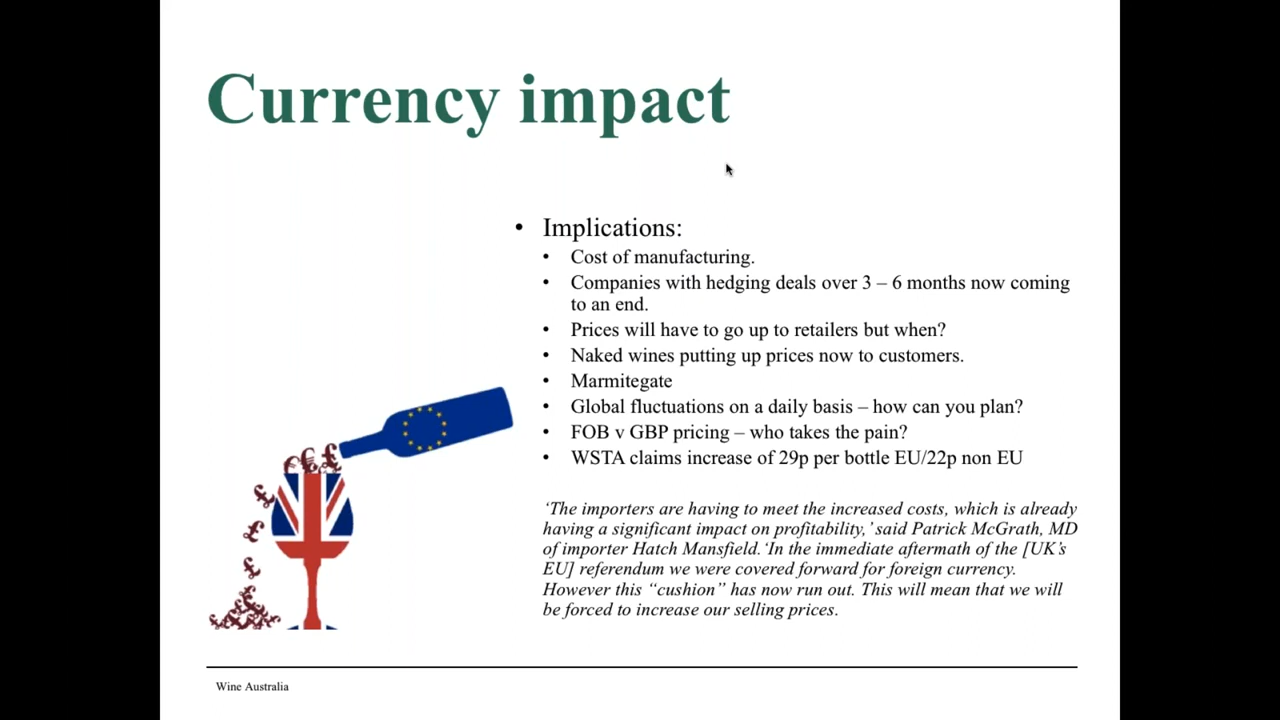 Currency impact
• Implications:
• Cost of manufacturing.
• Companies with hedging deals over 3 – 6 months now coming
to an end.
• Prices will have to go up to retailers but when?
• Naked wines putting up prices now to customers.
• Marmitegate
• Global fluctuations on a daily basis – how can you plan?
• FOB v GBP pricing – who takes the pain?
• WSTA claims increase of 29p per bottle EU/22p non EU
‘The importers are having to meet the increased costs, which is already
having a significant impact on profitability,’ said Patrick McGrath, MD
of importer Hatch Mansfield. ‘In the immediate aftermath of the [UK’s
EU] referendum we were covered forward for foreign currency.
However this “cushion” has now run out. This will mean that we will
be forced to increase our selling prices.
Wine Australia